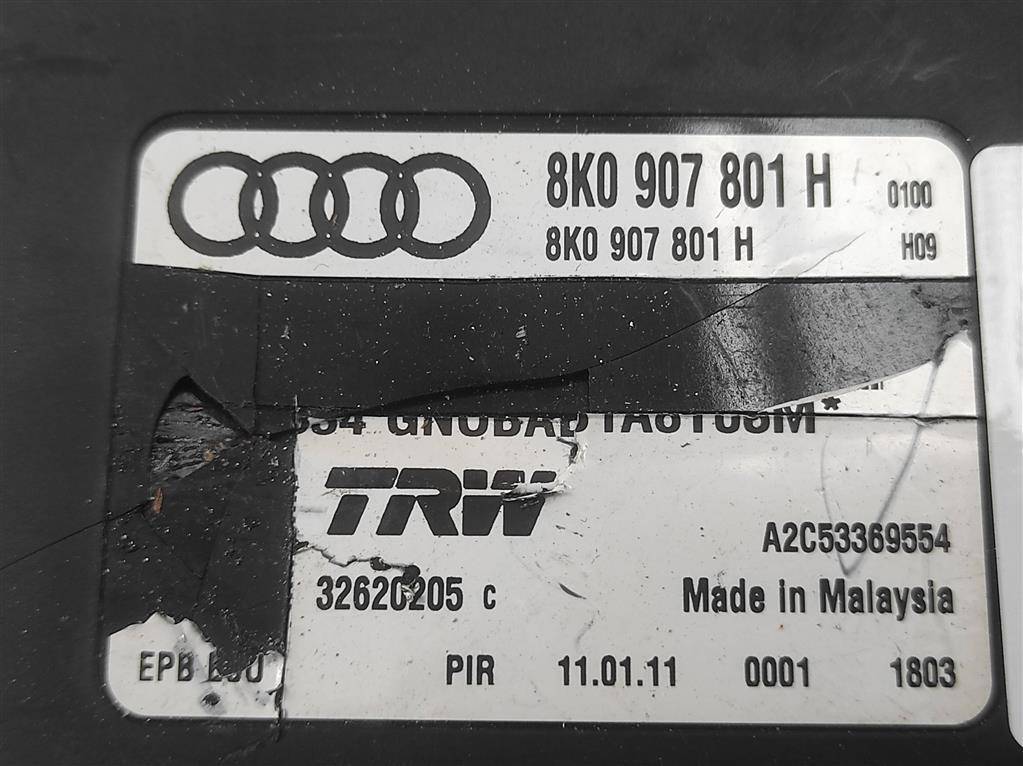 8K0 907 801 H 0100
8K0 907 801 H H09
TRW
A2C53369554
32620205 C Made in Malaysia
EPB PIR 11.01.11 0001 1803